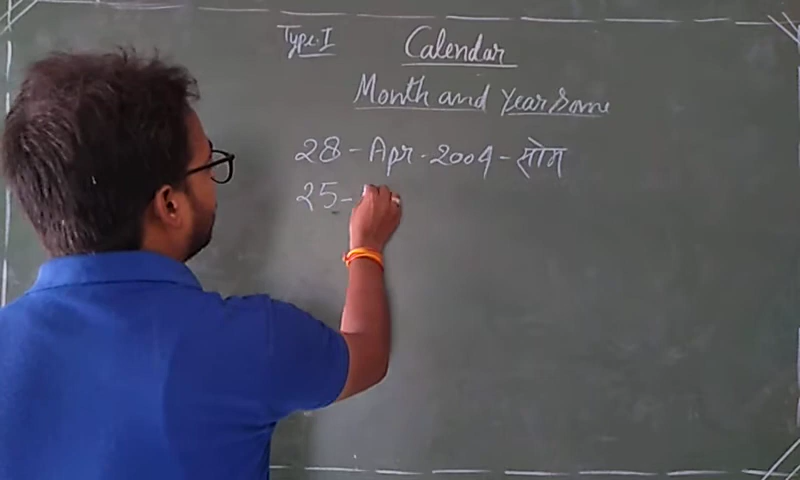 Type-I
Calendar
Month and Year same
28 - Apr - 2004 - सोम
25 -